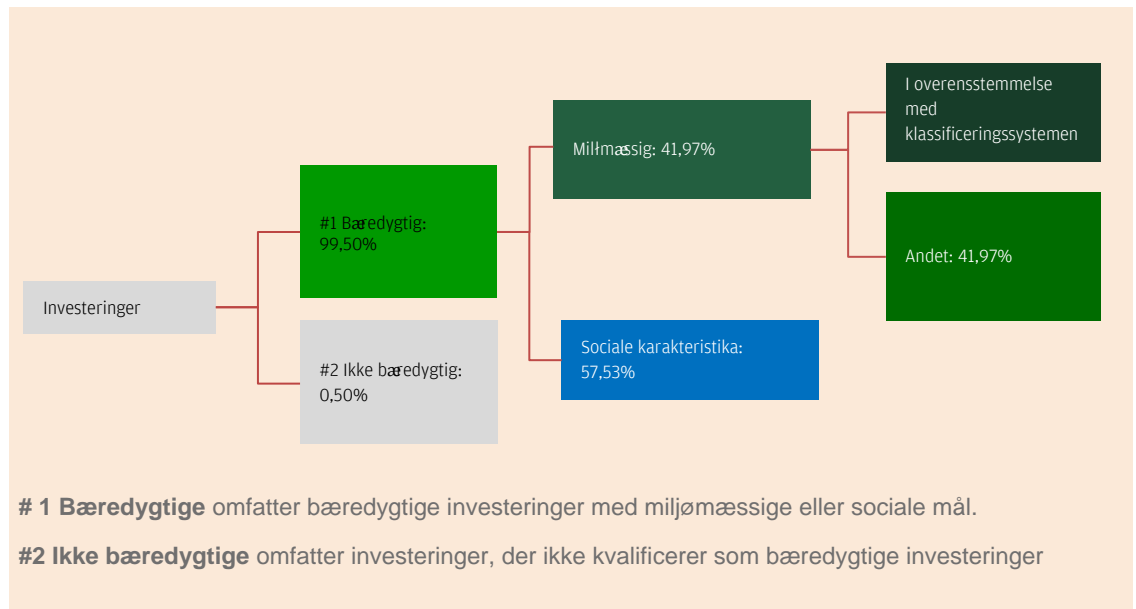 Investeringer
#1 Bæredygtig:
99,50%
#2 Ikke bæredygtig:
0,50%
Milłmæssig: 41,97%
Sociale karakteristika:
57,53%
I overensstemmelse
med
klassificeringssystemen
Andet: 41,97%
# 1 Bæredygtige omfatter bæredygtige investeringer med miljømæssige eller sociale mål.
#2 Ikke bæredygtige omfatter investeringer, der ikke kvalificerer som bæredygtige investeringer